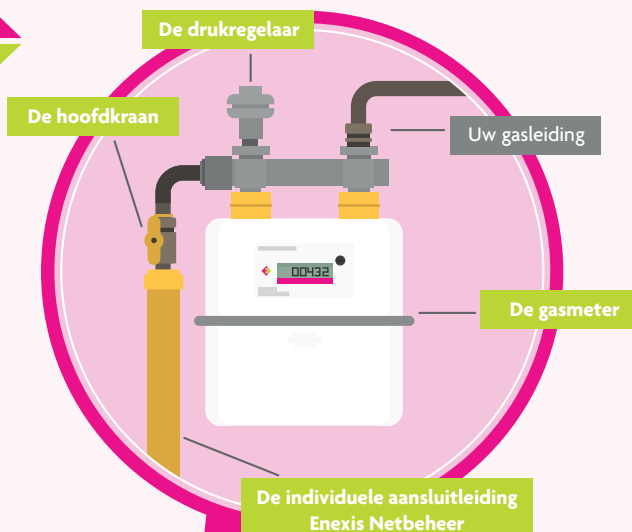 De drukregelaar
De hoofdkraan
Uw gasleiding
00432
De gasmeter
De individuele aansluitleiding
Enexis Netbeheer